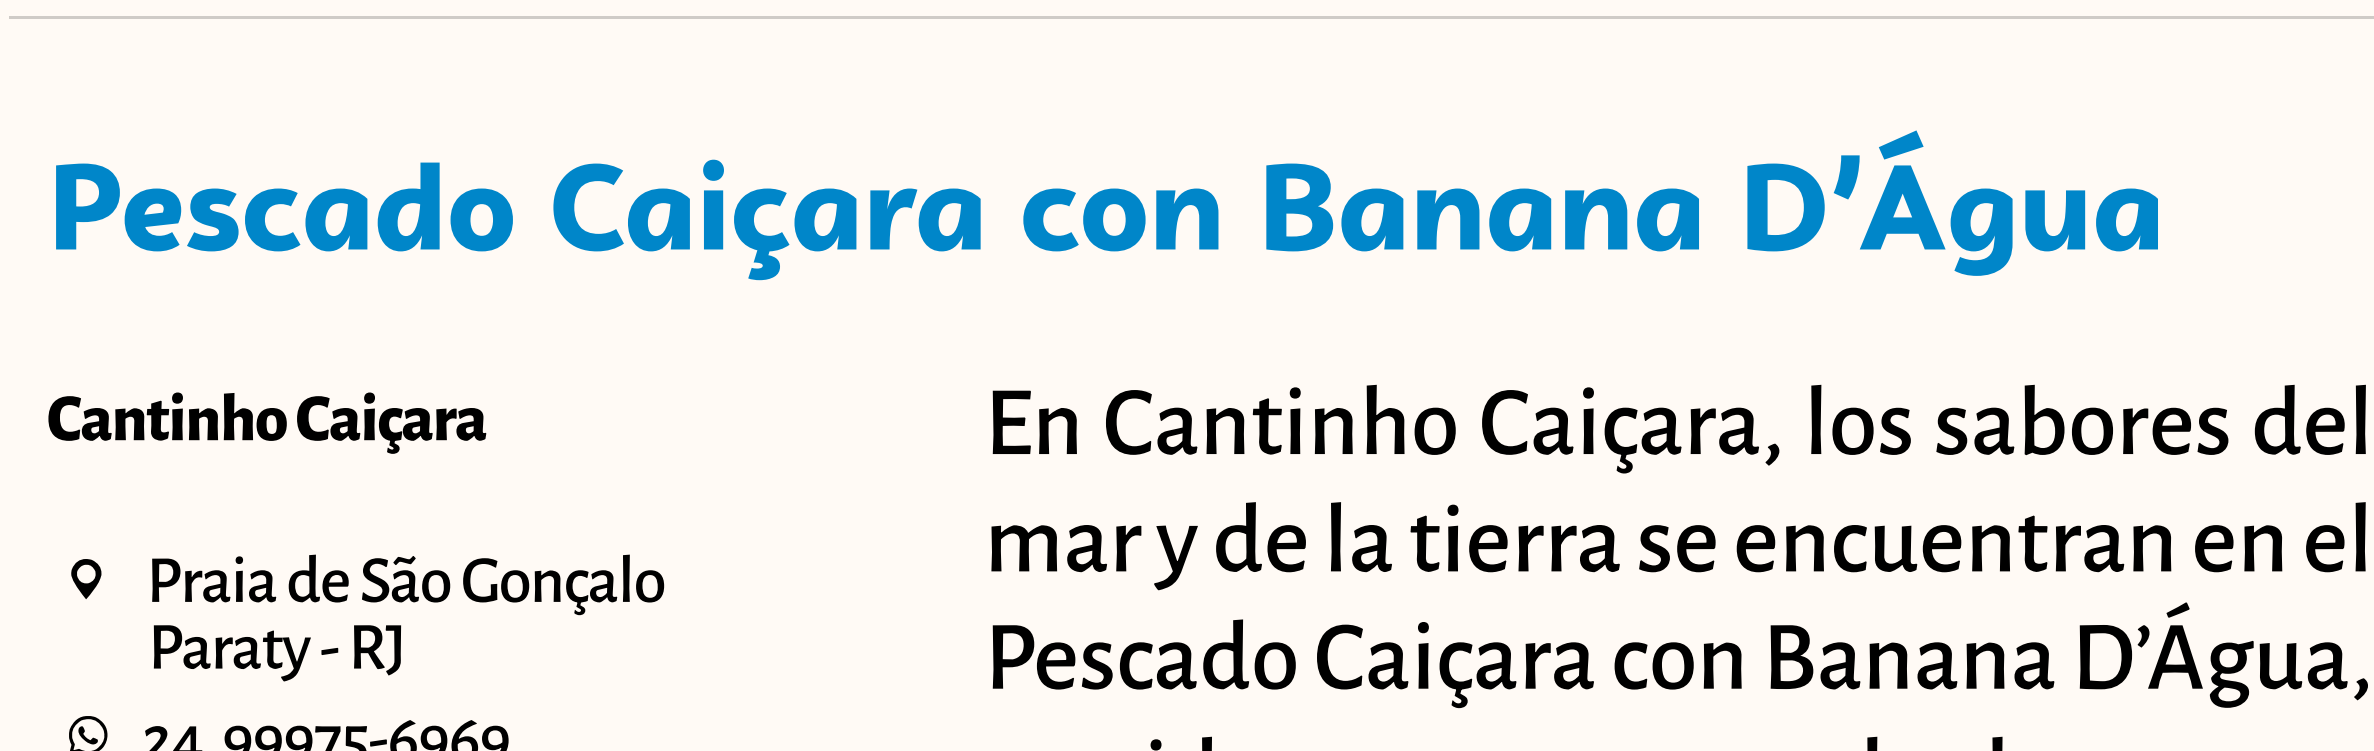 Pescado Caiçara con Banana D’Água
Cantinho Caiçara
Praia de São Gonçalo
Paraty - RJ
24 99975-6969
En Cantinho Caiçara, los sabores del
mar y de la tierra se encuentran en el
Pescado Caiçara con Banana D’Água,